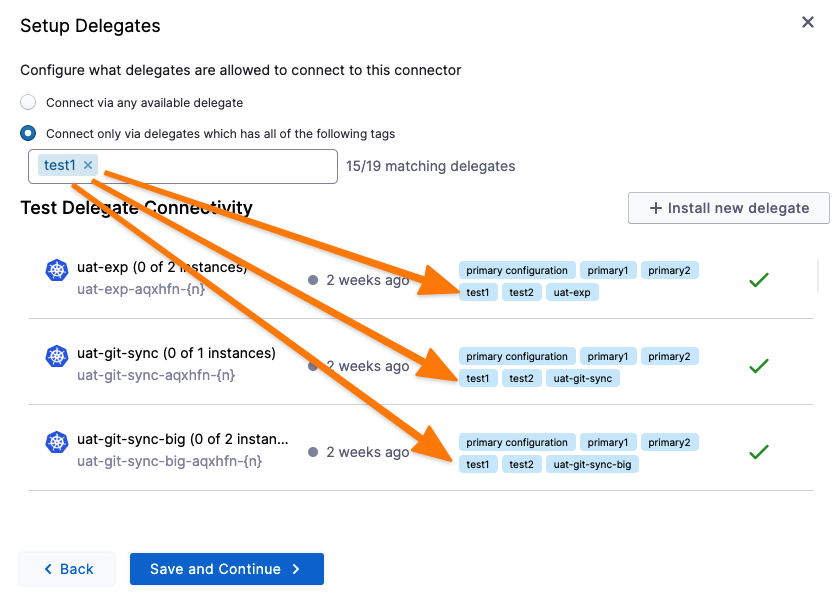 Setup Delegates
Configure what delegates are allowed to connect to this connector
Connect via any available delegate
Connect only via delegates which has all of the following tags
test1
15/19 matching delegates
Test Delegate Connectivity
+ Install new delegate
uat-exp (0 of 2 instances)
uat-exp-aqxhfn-{n}
2 weeks ago
primary configuration primary1 primary2
test1 test2 uat-exp
uat-git-sync (0 of 1 instances)
uat-git-sync-aqxhfn-{n}
2 weeks ago
primary configuration primary1 primary2
test1 test2 uat-git-sync
uat-git-sync-big (0 of 2 instan...
uat-git-sync-big-aqxhfn-{n}
2 weeks ago
primary configuration primary1 primary2
test1 test2 uat-git-sync-big
Back
Save and Continue